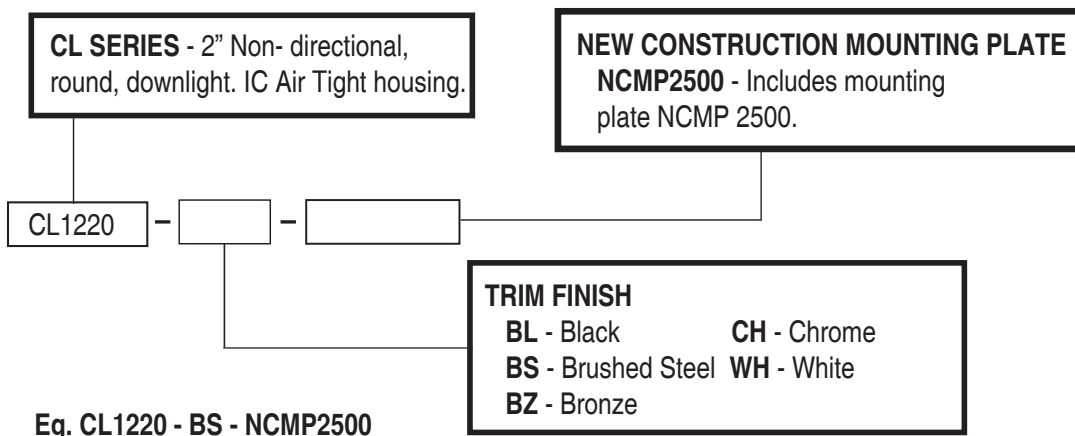 CL SERIES - 2” Non- directional,
round, downlight. IC Air Tight housing.
NEW CONSTRUCTION MOUNTING PLATE
NCMP2500 - Includes mounting
plate NCMP 2500.
CL1220 - -
TRIM FINISH
BL - Black CH - Chrome
BS - Brushed Steel WH - White
BZ - Bronze
Eg. CL1220 - BS - NCMP2500